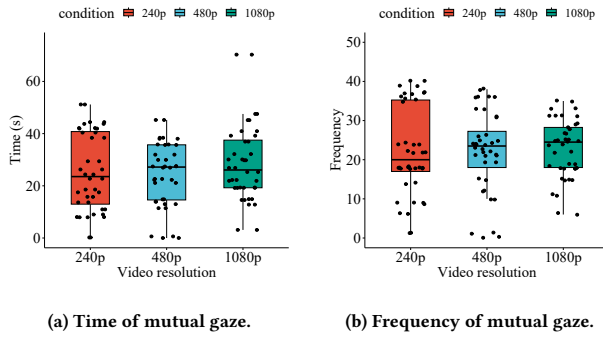 condition 240p 480p 1080p
60
40
20
0
Time (s)
240p 480p 1080p
Video resolution
(a) Time of mutual gaze.
condition 240p 480p 1080p
50
40
30
20
10
0
Frequency
240p 480p 1080p
Video resolution
(b) Frequency of mutual gaze.